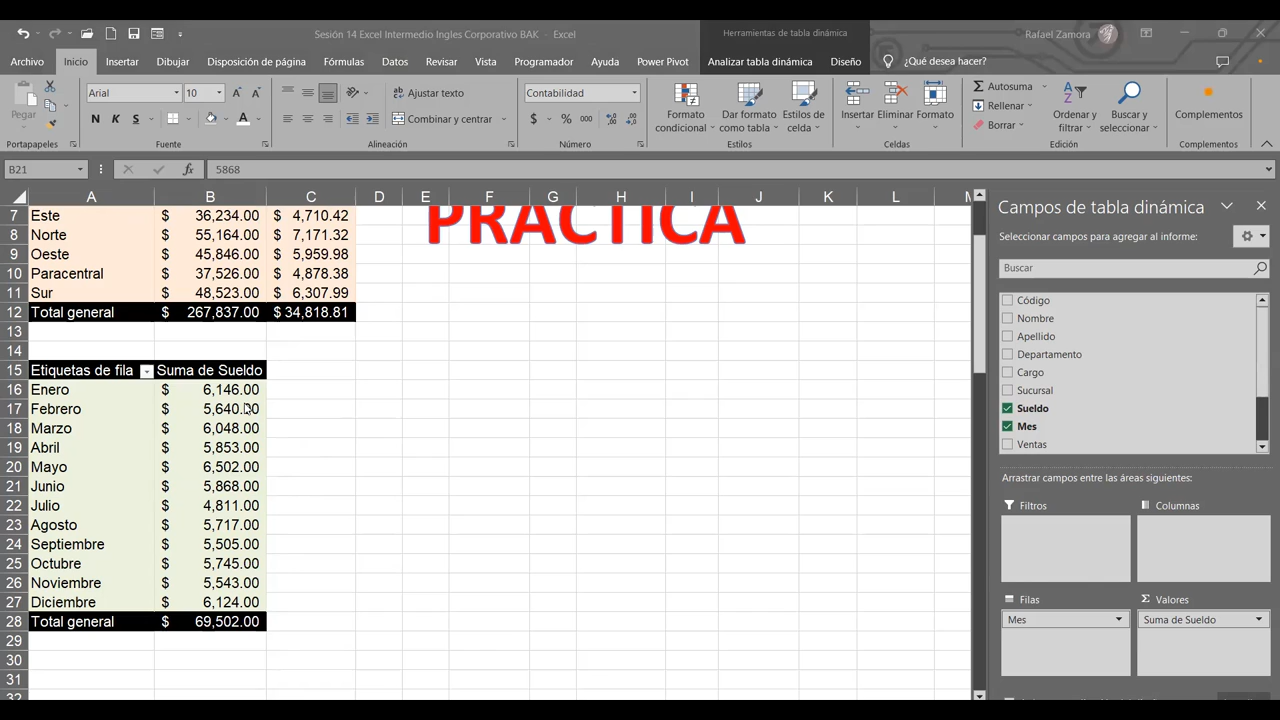 Sesión 14 Excel Intermedio Ingles Corporativo BAK - Excel
Herramientas de tabla dinámica
Rafael Zamora
Archivo Inicio Insertar Dibujar Disposición de página Fórmulas Datos Revisar Vista Programador Ayuda Power Pivot Analizar tabla dinámica Diseño ¿Qué desea hacer?
Pegar
Arial 10
N K S
Ajustar texto
Combinar y centrar
Contabilidad
$ % 000
Formato condicional
Dar formato como tabla
Estilos de celda
Insertar Eliminar Formato
Autosuma
Rellenar
Borrar
Ordenar y filtrar
Buscar y seleccionar
Complementos
Portapapeles Fuente Alineación Número Estilos Celdas Edición Complementos
B21 fx 5868
A B C D E F G H I J K L M
7 Este $ 36,234.00 $ 4,710.42
8 Norte $ 55,164.00 $ 7,171.32
9 Oeste $ 45,846.00 $ 5,959.98
10 Paracentral $ 37,526.00 $ 4,878.38
11 Sur $ 48,523.00 $ 6,307.99
12 Total general $ 267,837.00 $ 34,818.81
PRACTICA
13
14
15 Etiquetas de fila Suma de Sueldo
16 Enero $ 6,146.00
17 Febrero $ 5,640.00
18 Marzo $ 6,048.00
19 Abril $ 5,853.00
20 Mayo $ 6,502.00
21 Junio $ 5,868.00
22 Julio $ 4,811.00
23 Agosto $ 5,717.00
24 Septiembre $ 5,505.00
25 Octubre $ 5,745.00
26 Noviembre $ 5,543.00
27 Diciembre $ 6,124.00
28 Total general $ 69,502.00
29
30
31
32
Campos de tabla dinámica
Seleccionar campos para agregar al informe:
Buscar
Código
Nombre
Apellido
Departamento
Cargo
Sucursal
Sueldo
Mes
Ventas
Arrastrar campos entre las áreas siguientes:
Filtros Columnas
Filas Σ Valores
Mes Suma de Sueldo